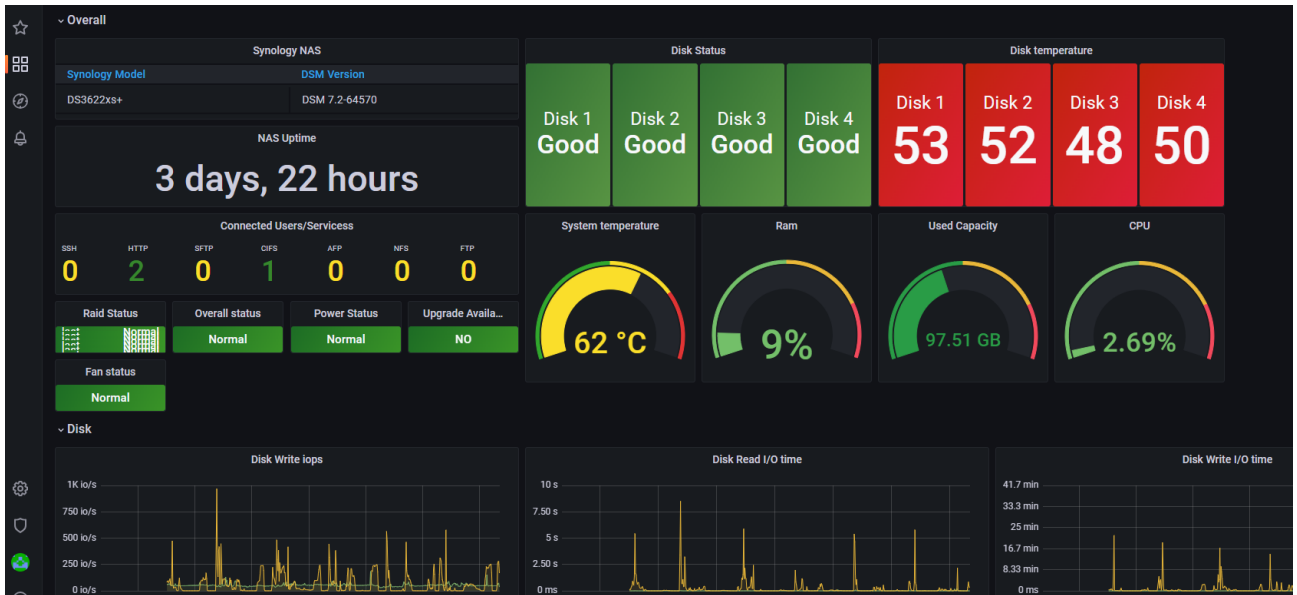 Overall
Synology NAS
Synology Model DSM Version
DS3622xs+ DSM 7.2-64570
NAS Uptime
3 days, 22 hours
Disk Status
Disk 1 Disk 2 Disk 3 Disk 4
Good Good Good Good
Disk temperature
Disk 1 Disk 2 Disk 3 Disk 4
53 52 48 50
Connected Users/Servicess
SSH HTTP SFTP CIFS AFP NFS FTP
0 2 0 1 0 0 0
Raid Status Overall status Power Status Upgrade Availa...
Normal Normal NO
Fan status
Normal
System temperature
62 °C
Ram
9%
Used Capacity
97.51 GB
CPU
2.69%
Disk
Disk Write iops
1K io/s
750 io/s
500 io/s
250 io/s
0 io/s
Disk Read I/O time
10 s
7.50 s
5 s
2.50 s
0 ms
Disk Write I/O time
41.7 min
33.3 min
25 min
16.7 min
8.33 min
0 ms